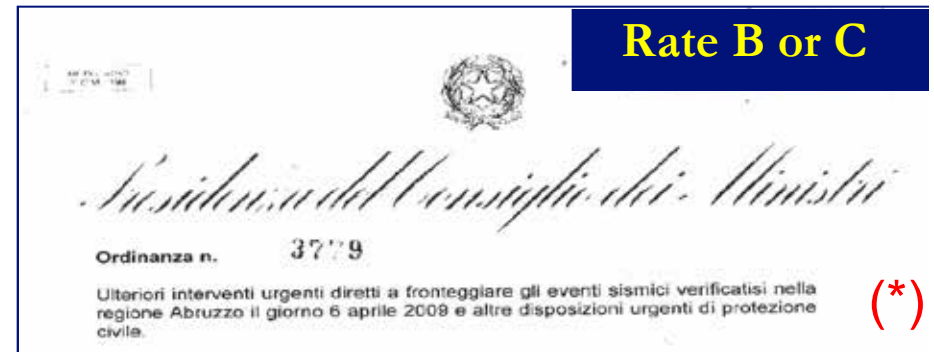 Rate B or C
Presidenza del Consiglio dei Ministri
Ordinanza n. 3779
Ulteriori interventi urgenti diretti a fronteggiare gli eventi sismici verificatisi nella
regione Abruzzo il giorno 6 aprile 2009 e altre disposizioni urgenti di protezione
civile.
(*)